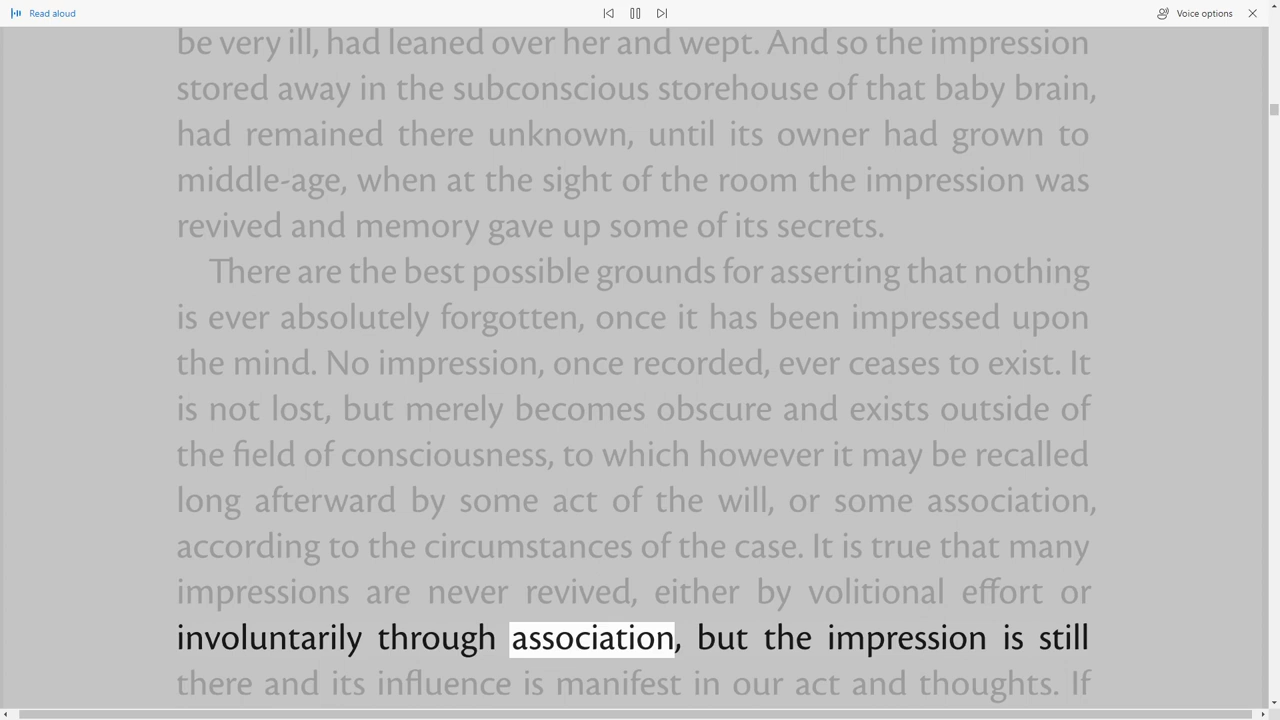 Read aloud
Voice options
be very ill, had leaned over her and wept. And so the impression
stored away in the subconscious storehouse of that baby brain,
had remained there unknown, until its owner had grown to
middle-age, when at the sight of the room the impression was
revived and memory gave up some of its secrets.
There are the best possible grounds for asserting that nothing
is ever absolutely forgotten, once it has been impressed upon
the mind. No impression, once recorded, ever ceases to exist. It
is not lost, but merely becomes obscure and exists outside of
the field of consciousness, to which however it may be recalled
long afterward by some act of the will, or some association,
according to the circumstances of the case. It is true that many
impressions are never revived, either by volitional effort or
involuntarily through association, but the impression is still
there and its influence is manifest in our act and thoughts. If